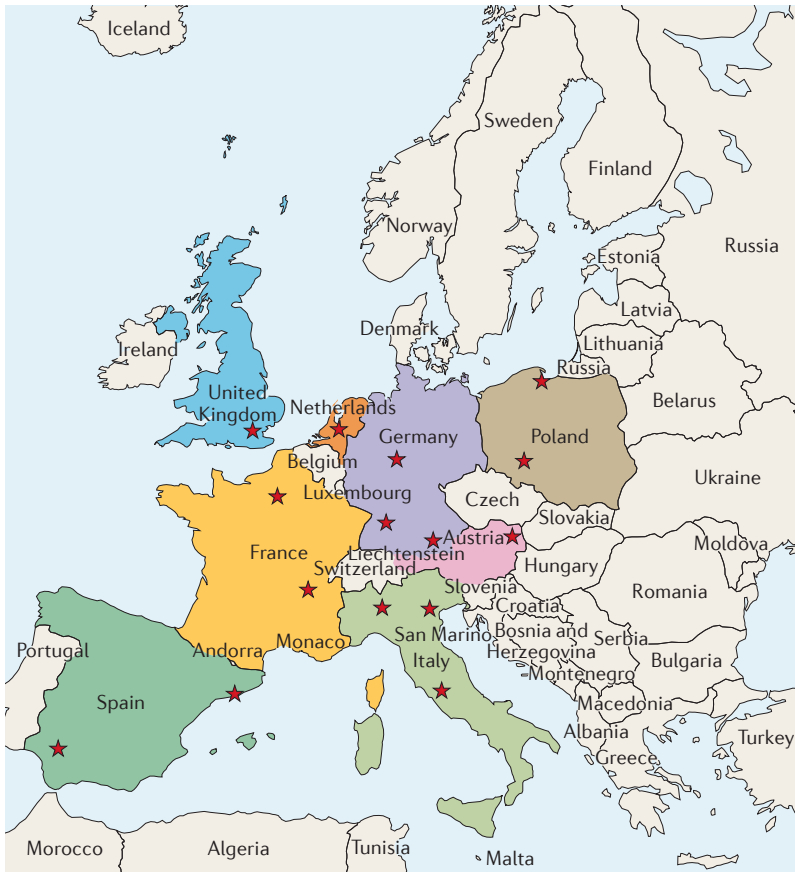 Iceland
Sweden
Finland
Norway
Russia
Estonia
Latvia
Denmark
Lithuania
Ireland
Russia
United
Kingdom
Netherlands
Belarus
Germany
Poland
Belgium
Ukraine
Luxembourg
Czech
Slovakia
Austria
Moldova
France
Liechtenstein
Switzerland
Hungary
Slovenia
Romania
Croatia
San Marino
Bosnia and
Herzegovina
Serbia
Monaco
Andorra
Portugal
Italy
Bulgaria
Montenegro
Spain
Macedonia
Albania
Turkey
Greece
Morocco
Algeria
Tunisia
Malta